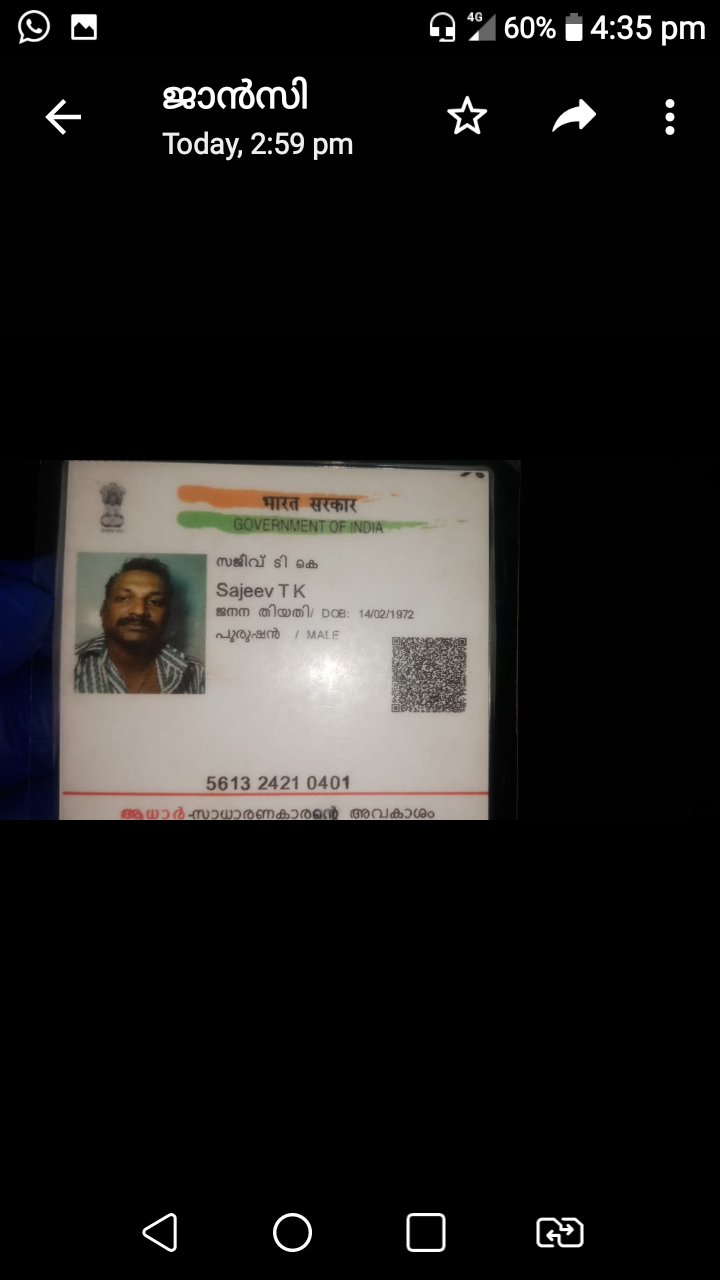 4G 60% 4:35 pm
ജാൻസി
Today, 2:59 pm
भारत सरकार
GOVERNMENT OF INDIA
സജീവ് ടി കെ
Sajeev T K
ജനന തിയതി/ DOB: 14/02/1972
പുരുഷൻ / MALE
5613 2421 0401
ആധാർ-സാധാരണകാരന്റെ അവകാശം